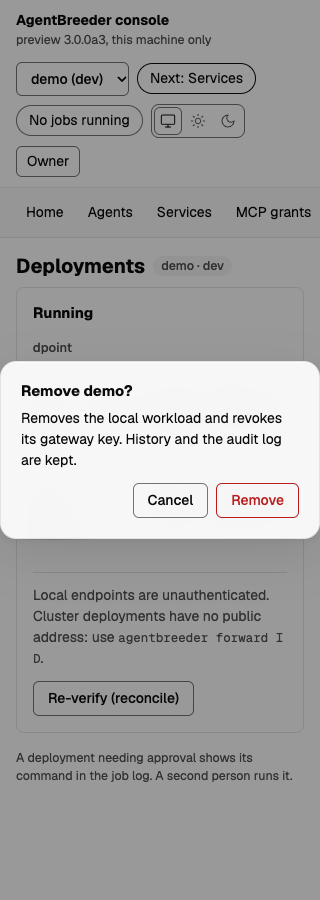 AgentBreeder console
preview 3.0.0a3, this machine only
demo (dev)
Next: Services
No jobs running
Owner
Home
Agents
Services
MCP grants
Deployments
demo · dev
Running
dpoint
Remove demo?
Removes the local workload and revokes
its gateway key. History and the audit log
are kept.
Cancel
Remove
Local endpoints are unauthenticated.
Cluster deployments have no public
address: use agentbreeder forward I
D.
Re-verify (reconcile)
A deployment needing approval shows its
command in the job log. A second person runs it.